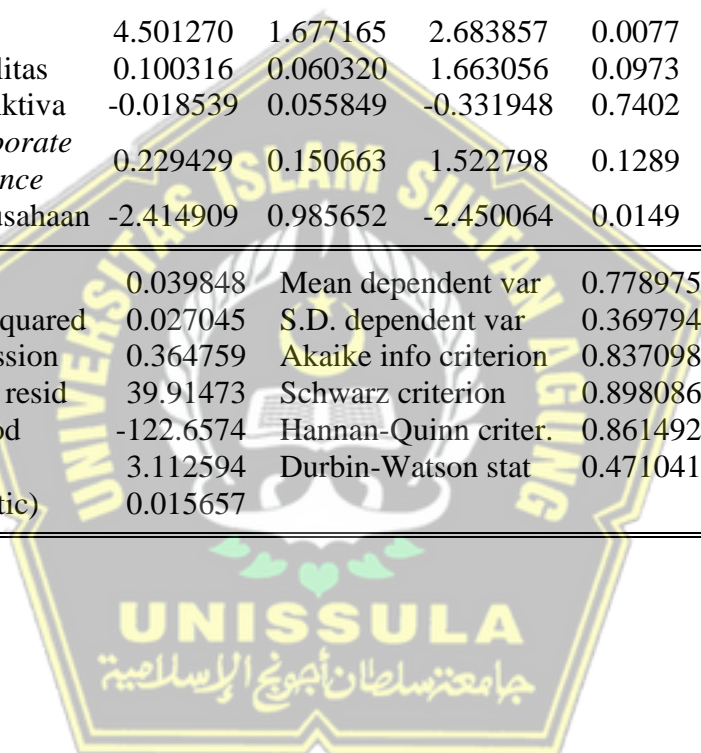 4.501270 1.677165 2.683857 0.0077
litas 0.100316 0.060320 1.663056 0.0973
ktiva -0.018539 0.055849 -0.331948 0.7402
porate
nce 0.229429 0.150663 1.522798 0.1289
usahaan -2.414909 0.985652 -2.450064 0.0149
0.039848 Mean dependent var 0.778975
quared 0.027045 S.D. dependent var 0.369794
ssion 0.364759 Akaike info criterion 0.837098
resid 39.91473 Schwarz criterion 0.898086
od -122.6574 Hannan-Quinn criter. 0.861492
3.112594 Durbin-Watson stat 0.471041
tic) 0.015657
UNIVERSITAS ISLAM SULTAN AGUNG
UNISSULA
جامعتنسلطان أجونج الإسلامية